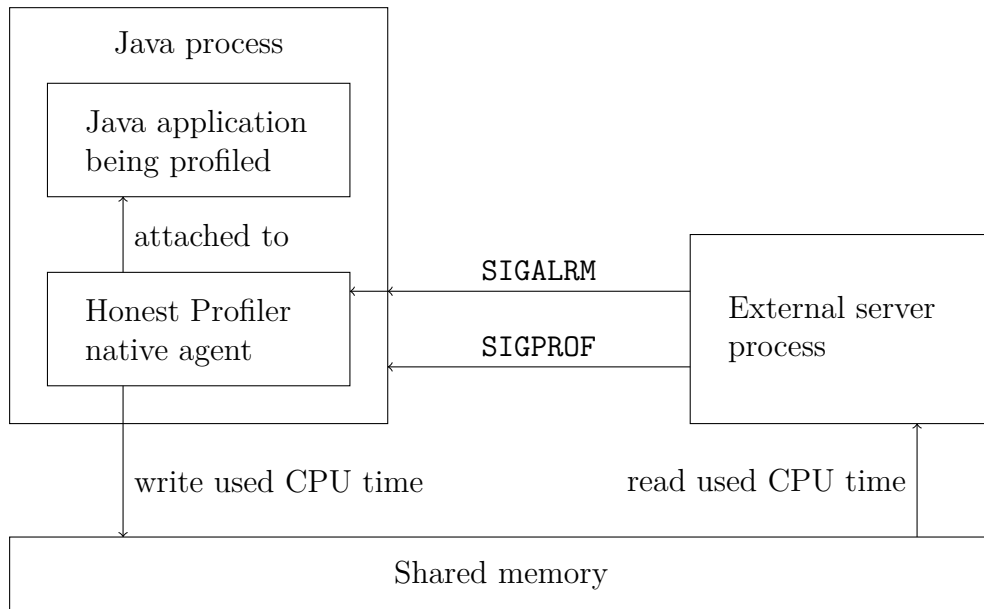 Java process
Java application
being profiled
attached to
Honest Profiler
native agent
SIGALRM
SIGPROF
External server
process
write used CPU time
read used CPU time
Shared memory